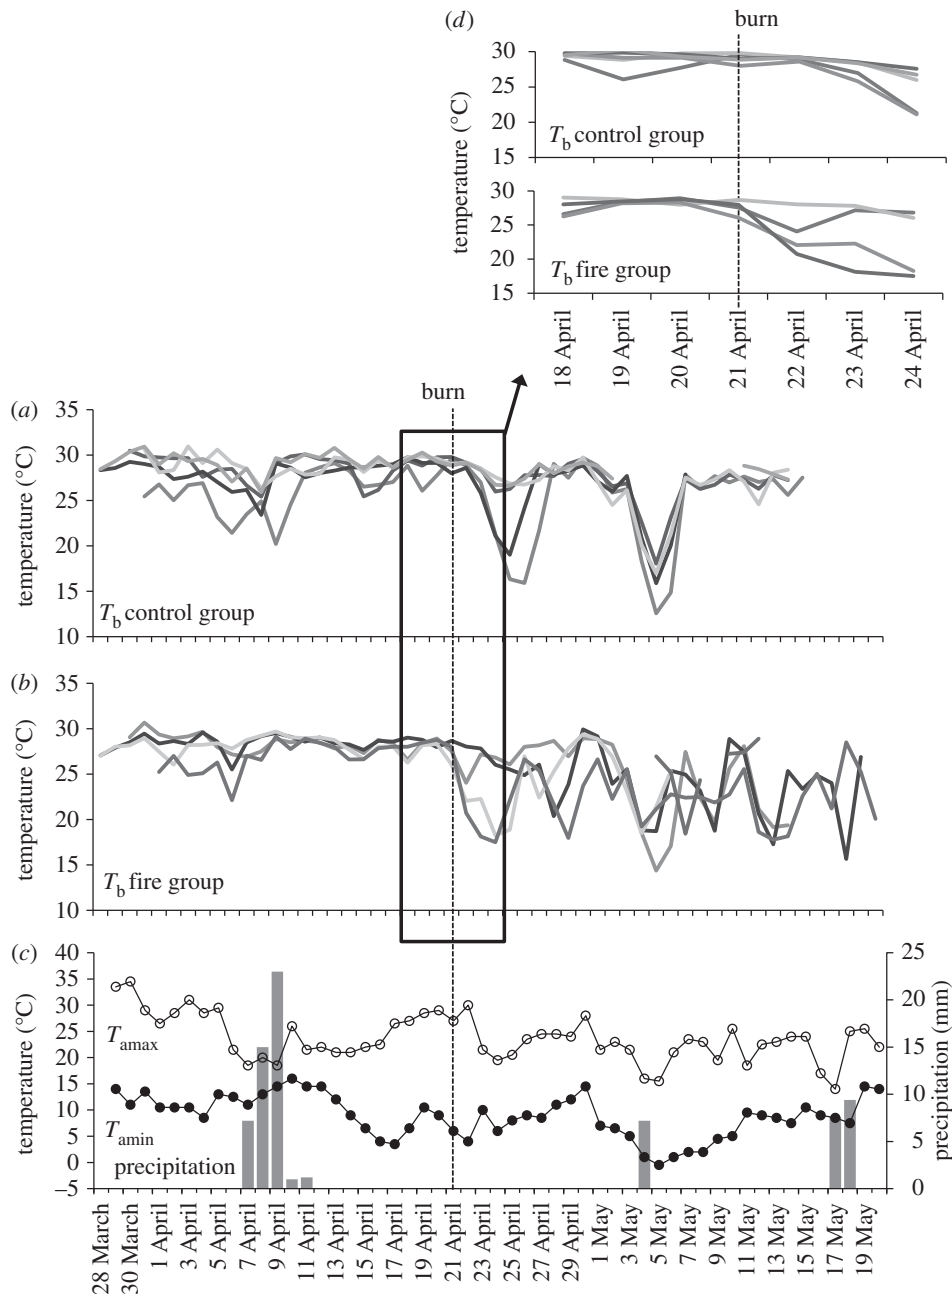 (d)
burn
30
25
20
15
temperature (°C)
Tb control group
30
25
20
15
Tb fire group
18 April
19 April
20 April
21 April
22 April
23 April
24 April
(a)
burn
35
30
25
20
15
10
temperature (°C)
Tb control group
(b)
35
30
25
20
15
10
temperature (°C)
Tb fire group
(c)
40
35
30
25
20
15
10
5
0
–5
temperature (°C)
Tamax
Tamin
precipitation
25
20
15
10
5
0
precipitation (mm)
28 March
30 March
1 April
3 April
5 April
7 April
9 April
11 April
13 April
15 April
17 April
19 April
21 April
23 April
25 April
27 April
29 April
1 May
3 May
5 May
7 May
9 May
11 May
13 May
15 May
17 May
19 May